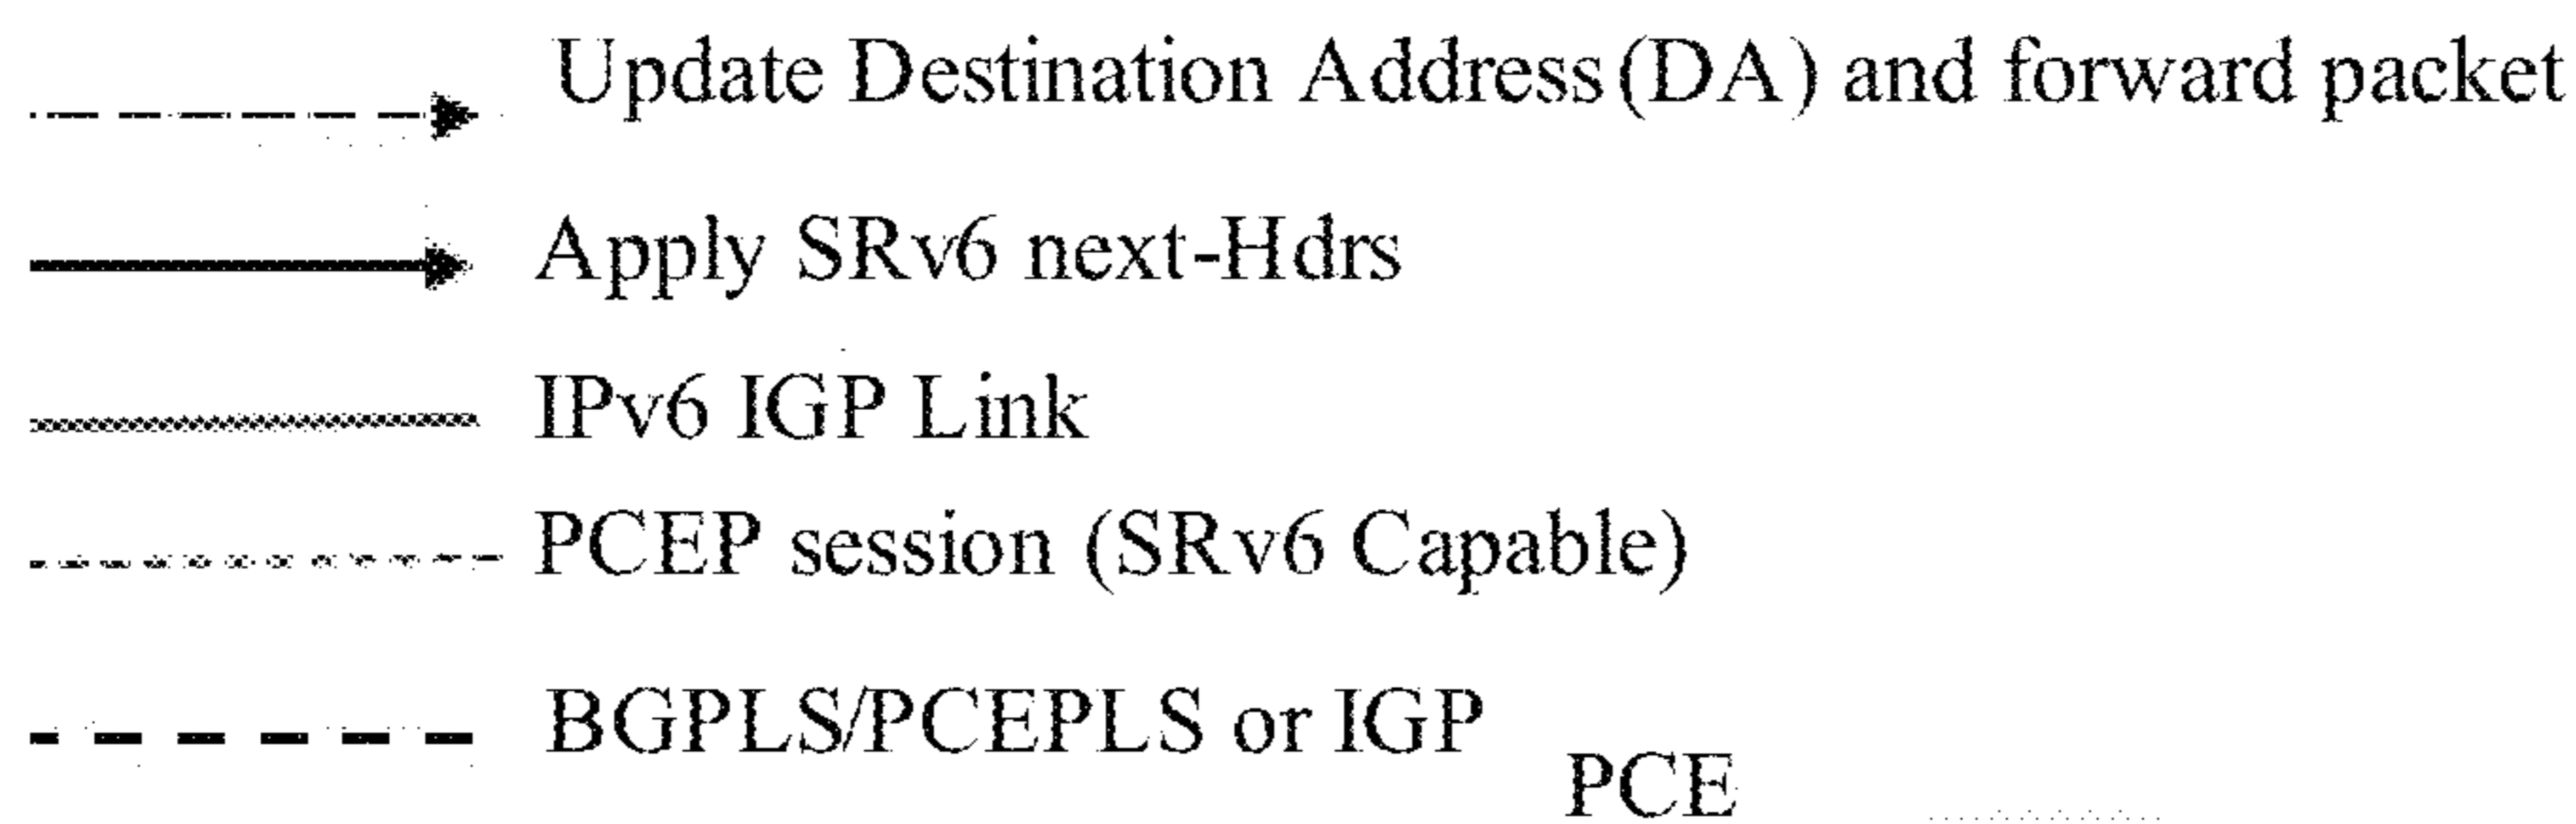 Update Destination Address (DA) and forward packet
Apply SRv6 next-Hdrs
IPv6 IGP Link
PCEP session (SRv6 Capable)
BGPLS/PCEPLS or IGP
PCE